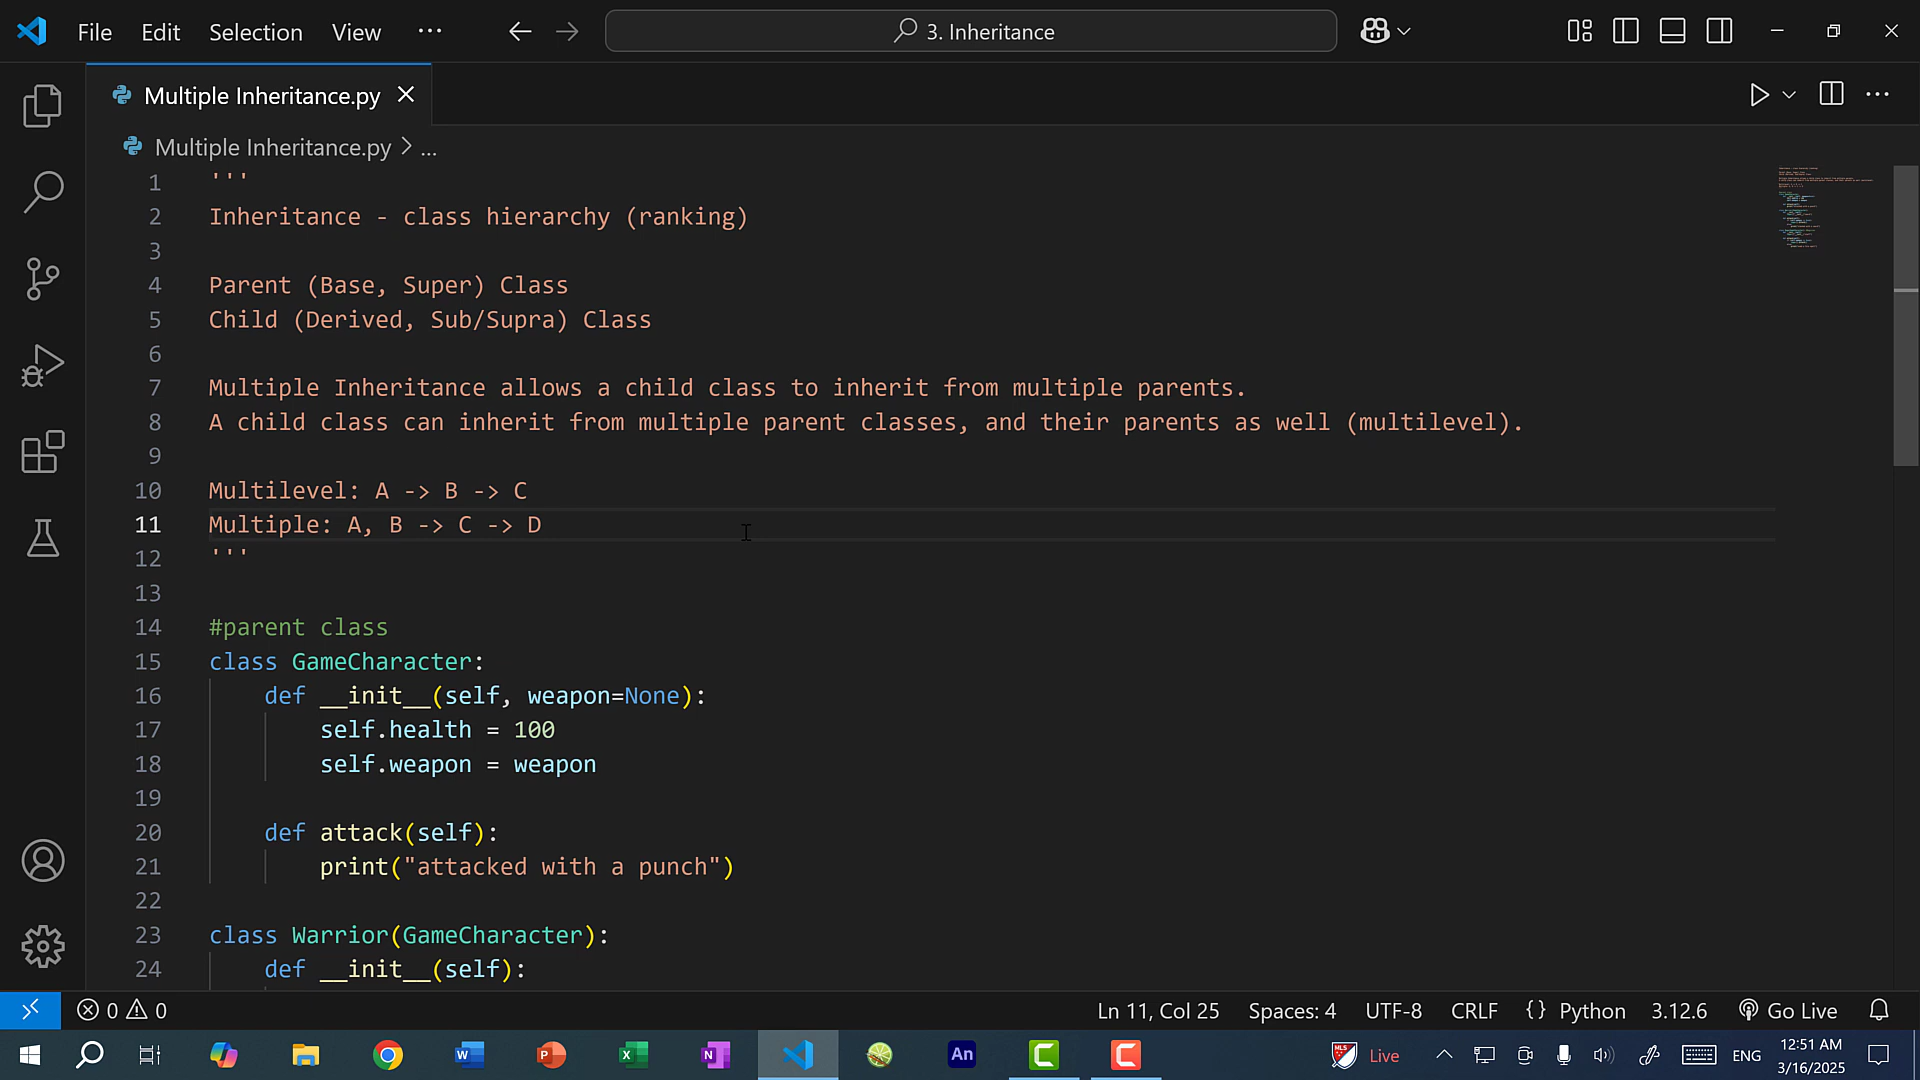 File Edit Selection View ... 3. Inheritance
Multiple Inheritance.py
Multiple Inheritance.py > ...
1 '''
2 Inheritance - class hierarchy (ranking)
3
4 Parent (Base, Super) Class
5 Child (Derived, Sub/Supra) Class
6
7 Multiple Inheritance allows a child class to inherit from multiple parents.
8 A child class can inherit from multiple parent classes, and their parents as well (multilevel).
9
10 Multilevel: A -> B -> C
11 Multiple: A, B -> C -> D
12 '''
13
14 #parent class
15 class GameCharacter:
16     def __init__(self, weapon=None):
17         self.health = 100
18         self.weapon = weapon
19
20     def attack(self):
21         print("attacked with a punch")
22
23 class Warrior(GameCharacter):
24     def __init__(self):
0 0 Ln 11, Col 25 Spaces: 4 UTF-8 CRLF {} Python 3.12.6 Go Live
W P X N An C C MLS Live ENG 12:51 AM
3/16/2025